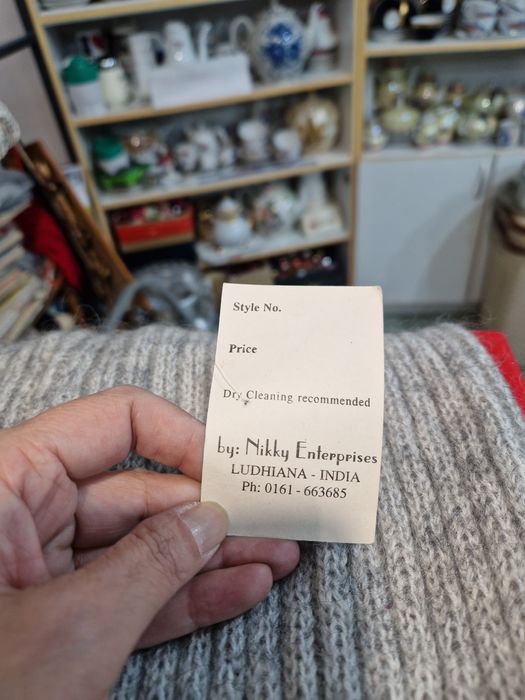 Style No.
Price
Dry Cleaning recommended
by: Nikky Enterprises
LUDHIANA - INDIA
Ph: 0161 - 663685